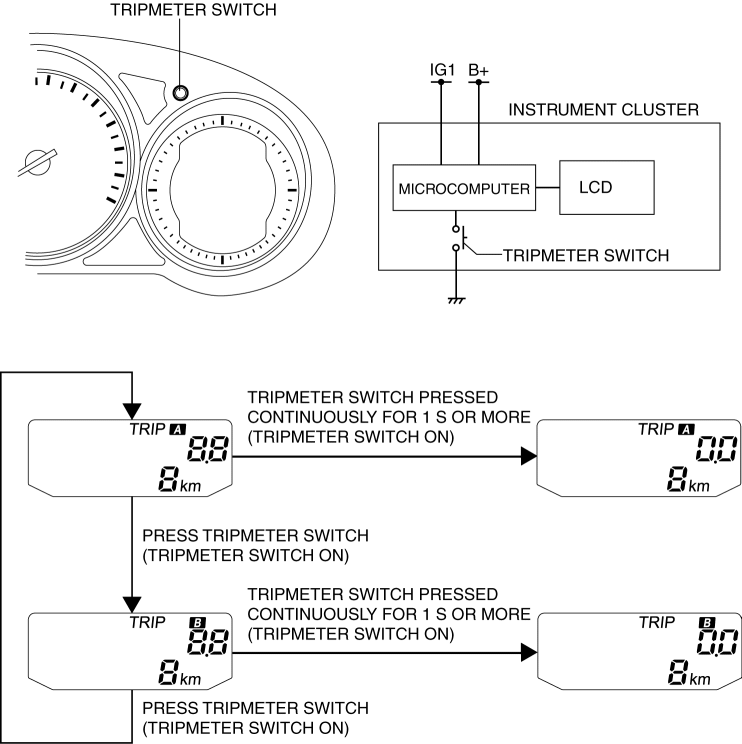 TRIPMETER SWITCH
IG1 B+
INSTRUMENT CLUSTER
MICROCOMPUTER
LCD
TRIPMETER SWITCH
TRIP A
8.8
8 km
TRIPMETER SWITCH PRESSED
CONTINUOUSLY FOR 1 S OR MORE
(TRIPMETER SWITCH ON)
TRIP A
0.0
8 km
PRESS TRIPMETER SWITCH
(TRIPMETER SWITCH ON)
TRIP B
8.8
8 km
TRIPMETER SWITCH PRESSED
CONTINUOUSLY FOR 1 S OR MORE
(TRIPMETER SWITCH ON)
TRIP B
0.0
8 km
PRESS TRIPMETER SWITCH
(TRIPMETER SWITCH ON)